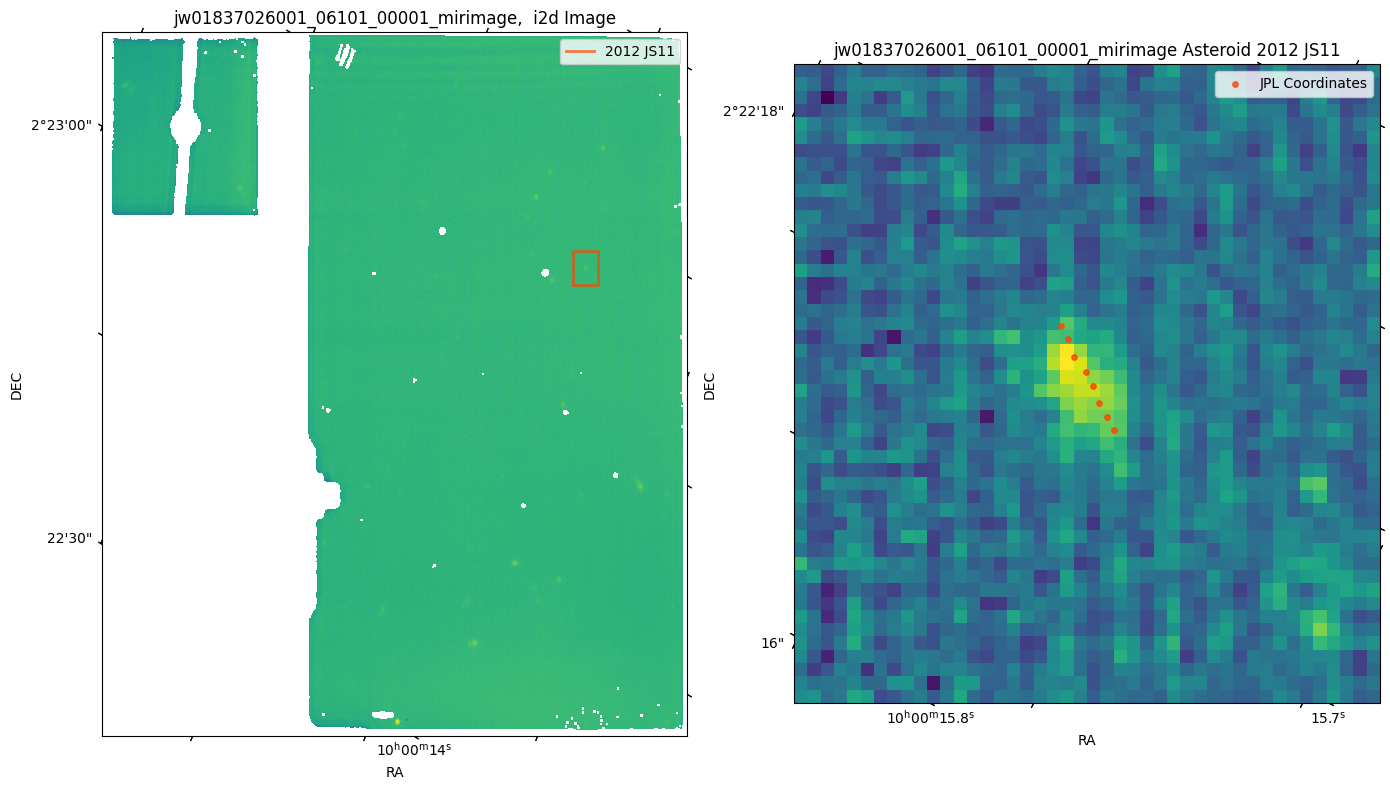 jw01837026001_06101_00001_mirimage,  i2d Image
2012 JS11
2°23'00"
22'30"
DEC
10ʰ00ᵐ14ˢ
RA
jw01837026001_06101_00001_mirimage Asteroid 2012 JS11
JPL Coordinates
2°22'18"
16"
DEC
10ʰ00ᵐ15.8ˢ
15.7ˢ
RA